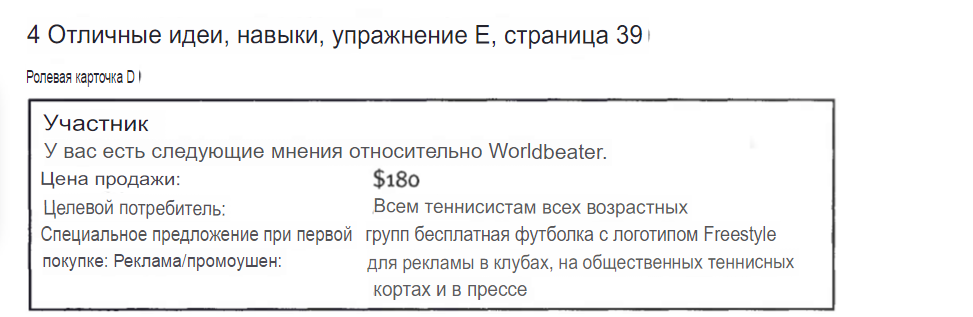 4 Отличные идеи, навыки, упражнение E, страница 39
Ролевая карточка D
Участник
У вас есть следующие мнения относительно Worldbeater.
Цена продажи: $180
Целевой потребитель: Всем теннисистам всех возрастных
Специальное предложение при первой групп бесплатная футболка с логотипом Freestyle
покупке: Реклама/промоушен: для рекламы в клубах, на общественных теннисных
кортах и в прессе